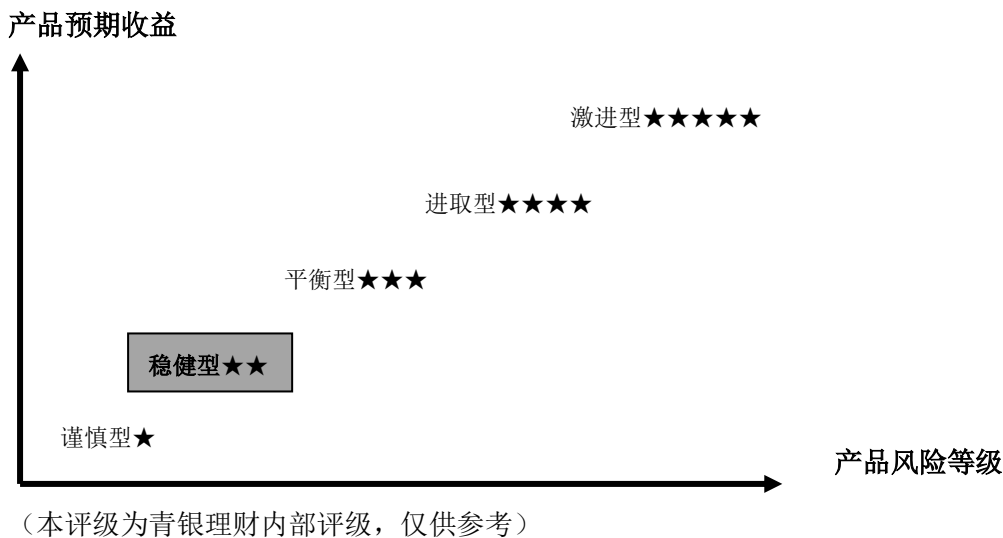 产品预期收益
激进型★★★★★
进取型★★★★
平衡型★★★
稳健型★★
谨慎型★
产品风险等级
（本评级为青银理财内部评级，仅供参考）